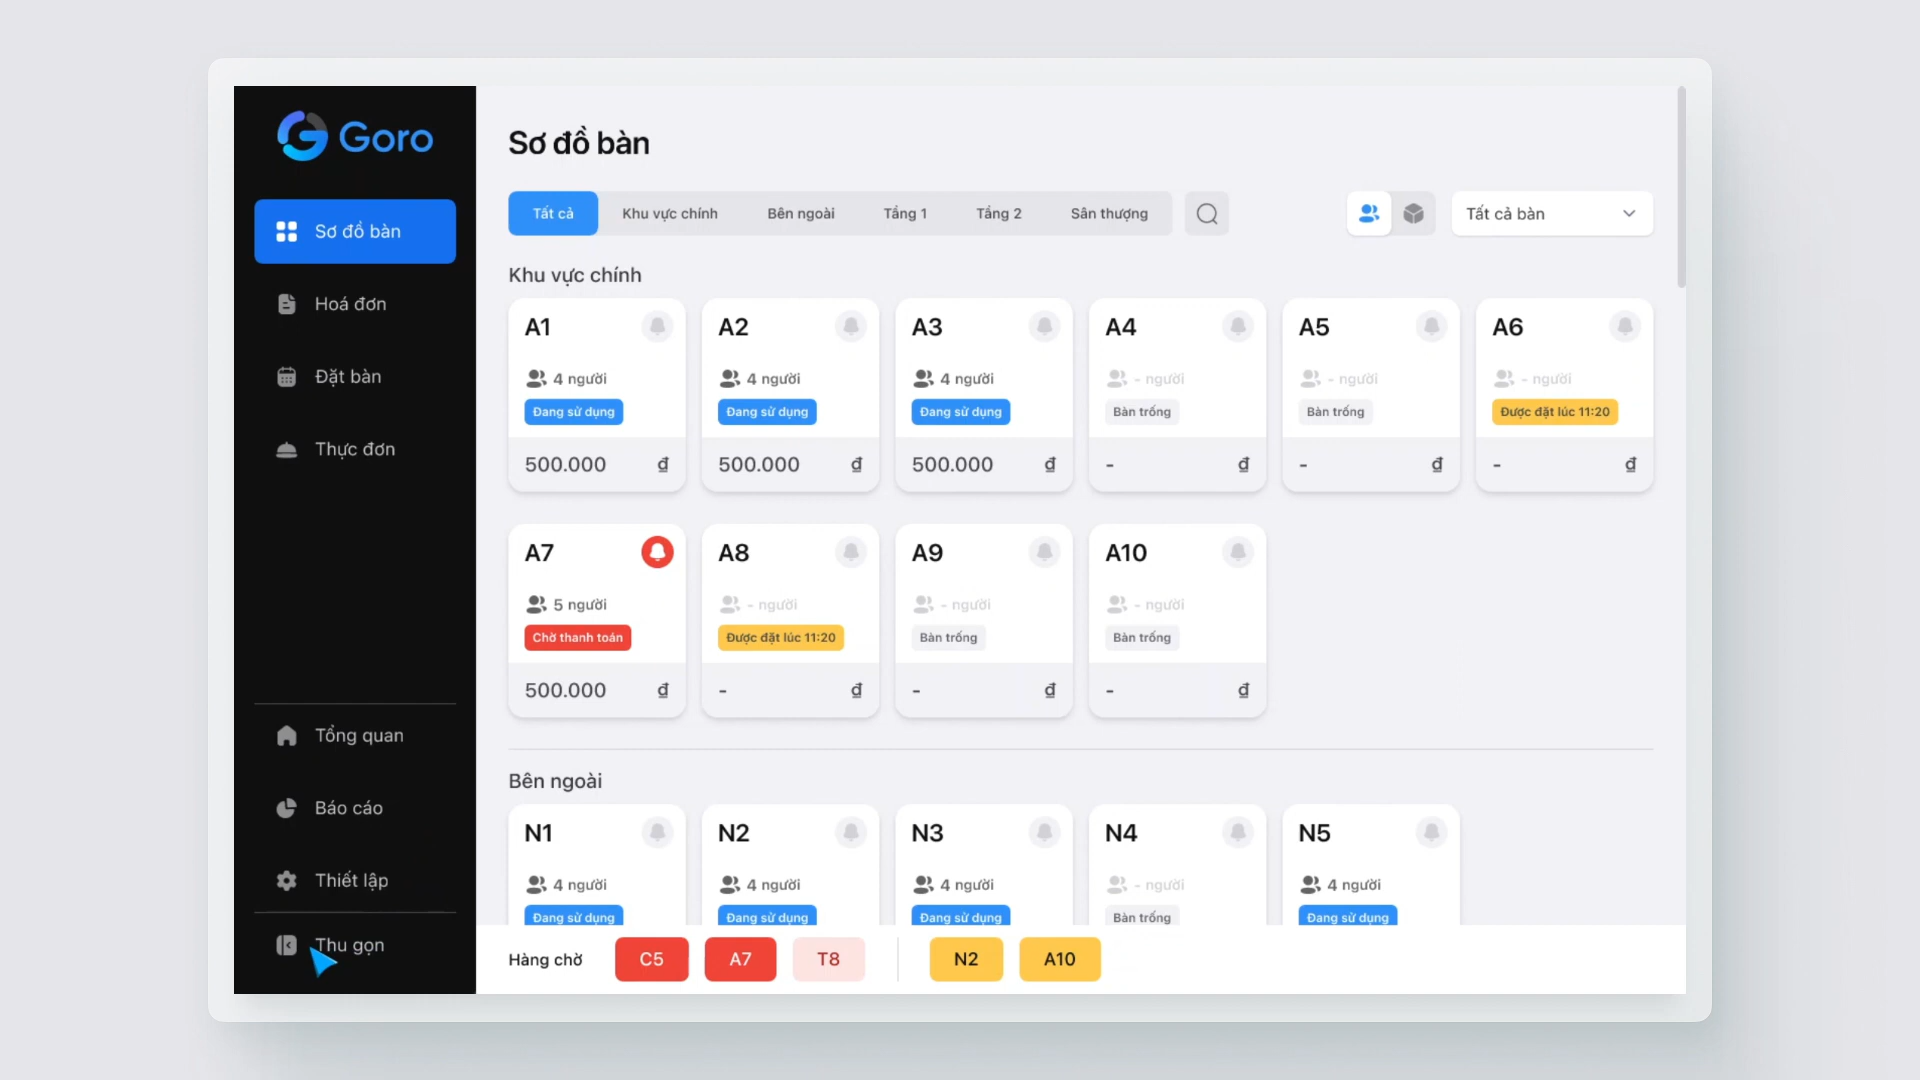 Goro
Sơ đồ bàn
Hoá đơn
Đặt bàn
Thực đơn
Tổng quan
Báo cáo
Thiết lập
Thu gọn
Sơ đồ bàn
Tất cả
Khu vực chính
Bên ngoài
Tầng 1
Tầng 2
Sân thượng
Tất cả bàn
Khu vực chính
A1
4 người
Đang sử dụng
500.000 đ
A2
4 người
Đang sử dụng
500.000 đ
A3
4 người
Đang sử dụng
500.000 đ
A4
- người
Bàn trống
- đ
A5
- người
Bàn trống
- đ
A6
- người
Được đặt lúc 11:20
- đ
A7
5 người
Chờ thanh toán
500.000 đ
A8
- người
Được đặt lúc 11:20
- đ
A9
- người
Bàn trống
- đ
A10
- người
Bàn trống
- đ
Bên ngoài
N1
4 người
Đang sử dụng
N2
4 người
Đang sử dụng
N3
4 người
Đang sử dụng
N4
- người
Bàn trống
N5
4 người
Đang sử dụng
Hàng chờ
C5
A7
T8
N2
A10